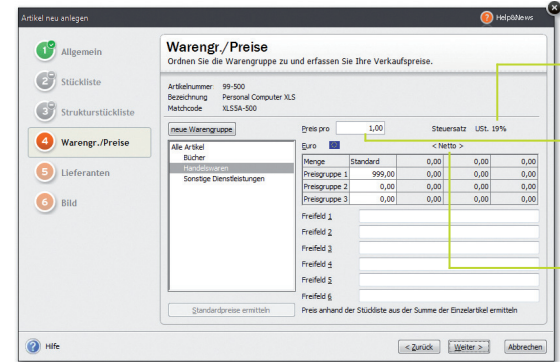 Artikel neu anlegen
Help&News
1 Allgemein
2 Stückliste
3 Strukturstückliste
4 Warengr./Preise
5 Lieferanten
6 Bild
Warengr./Preise
Ordnen Sie die Warengruppe zu und erfassen Sie Ihre Verkaufspreise.
Artikelnummer 99-500
Bezeichnung Personal Computer XLS
Matchcode XLS5A-500
neue Warengruppe
Alle Artikel
Bücher
Handelswaren
Sonstige Dienstleistungen
Standardpreise ermitteln
Preis pro 1,00 Steuersatz USt. 19%
Euro < Netto >
Menge Standard 0,00 0,00 0,00
Preisgruppe 1 999,00 0,00 0,00 0,00
Preisgruppe 2 0,00 0,00 0,00 0,00
Preisgruppe 3 0,00 0,00 0,00 0,00
Freifeld 1
Freifeld 2
Freifeld 3
Freifeld 4
Freifeld 5
Freifeld 6
Preis anhand der Stückliste aus der Summe der Einzelartikel ermitteln
Hilfe
< Zurück Weiter > Abbrechen